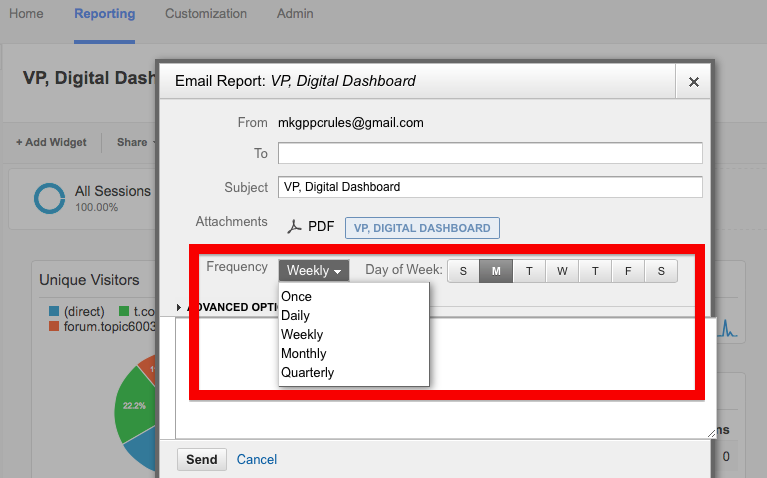 Home Reporting Customization Admin
VP, Digital Dash
Email Report: VP, Digital Dashboard
From mkgppcrules@gmail.com
+ Add Widget Share
To
All Sessions
100.00%
Subject VP, Digital Dashboard
Attachments PDF VP, DIGITAL DASHBOARD
Frequency Weekly Day of Week: S M T W T F S
Unique Visitors
Once
ADVANCED OPTI
(direct) t.co
Daily
forum.topic6003
Weekly
Monthly
Quarterly
22.2%
ns
0
Send Cancel